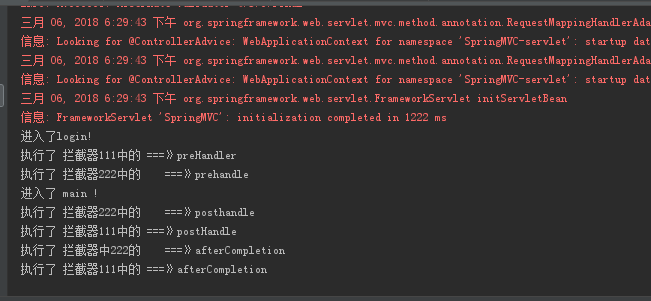 三月 06, 2018 6:29:43 下午 org.springframework.web.servlet.mvc.method.annotation.RequestMappingHandlerAda
信息: Looking for @ControllerAdvice: WebApplicationContext for namespace 'SpringMVC-servlet': startup dat
三月 06, 2018 6:29:43 下午 org.springframework.web.servlet.mvc.method.annotation.RequestMappingHandlerAda
信息: Looking for @ControllerAdvice: WebApplicationContext for namespace 'SpringMVC-servlet': startup dat
三月 06, 2018 6:29:43 下午 org.springframework.web.servlet.FrameworkServlet initServletBean
信息: FrameworkServlet 'SpringMVC': initialization completed in 1222 ms
进入了login!
执行了 拦截器111中的 ===》preHandler
执行了 拦截器222中的 ===》prehandle
进入了 main !
执行了 拦截器222中的 ===》posthandle
执行了 拦截器111中的 ===》postHandle
执行了 拦截器中222的 ===》afterCompletion
执行了 拦截器111中的 ===》afterCompletion